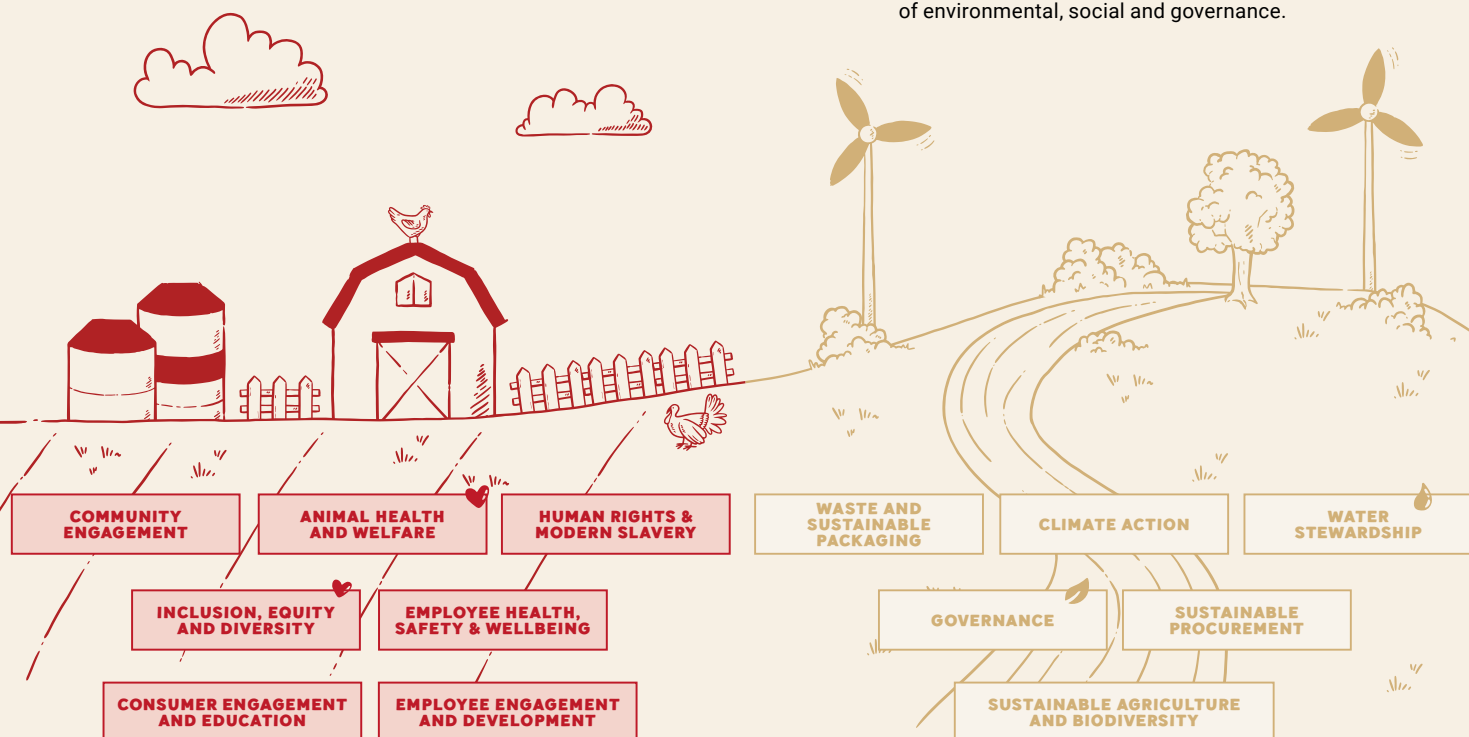 of environmental, social and governance.
COMMUNITY
ENGAGEMENT
ANIMAL HEALTH
AND WELFARE
HUMAN RIGHTS &
MODERN SLAVERY
WASTE AND
SUSTAINABLE
PACKAGING
CLIMATE ACTION
WATER
STEWARDSHIP
INCLUSION, EQUITY
AND DIVERSITY
EMPLOYEE HEALTH,
SAFETY & WELLBEING
GOVERNANCE
SUSTAINABLE
PROCUREMENT
CONSUMER ENGAGEMENT
AND EDUCATION
EMPLOYEE ENGAGEMENT
AND DEVELOPMENT
SUSTAINABLE AGRICULTURE
AND BIODIVERSITY